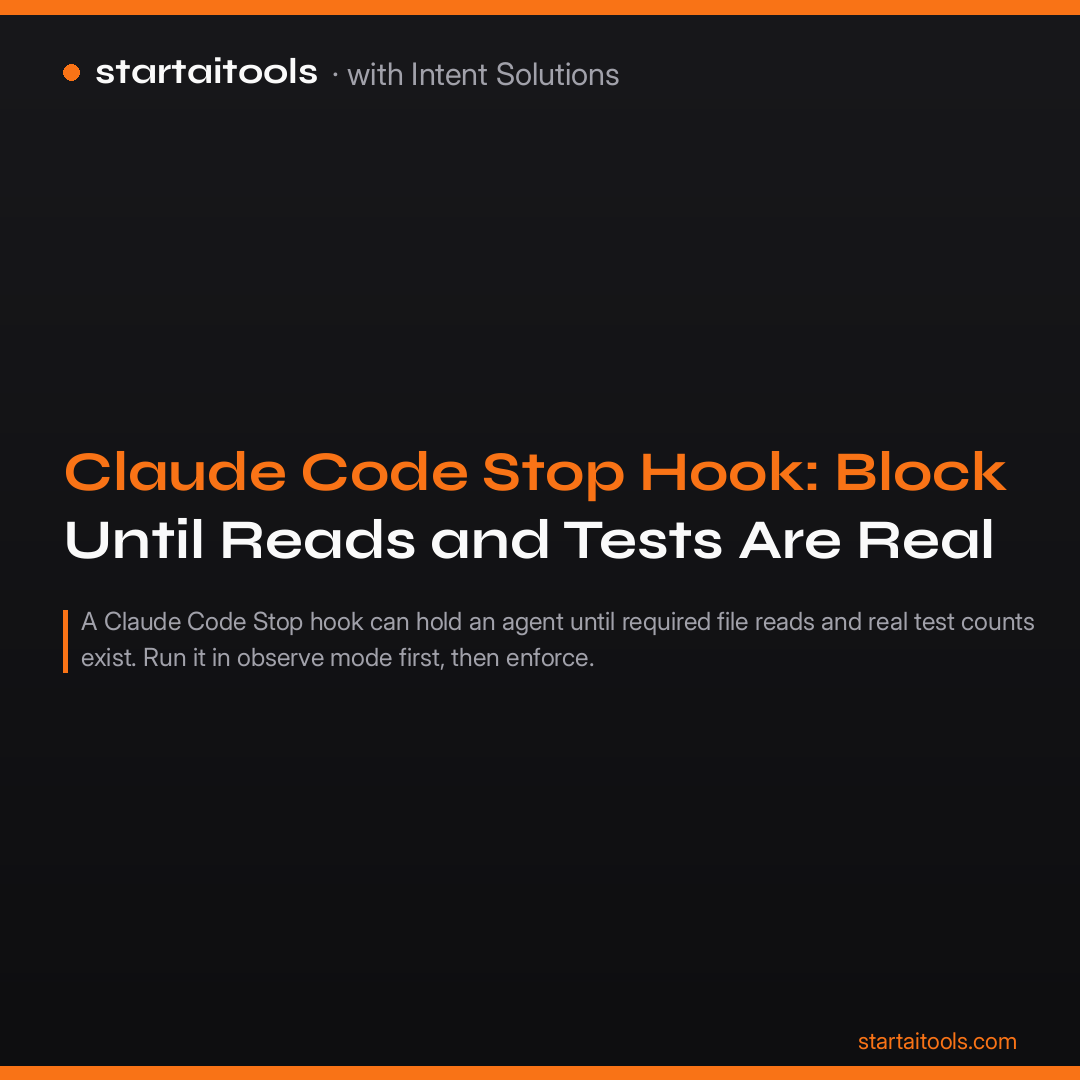 startaitools · with Intent Solutions
Claude Code Stop Hook: Block
Until Reads and Tests Are Real
A Claude Code Stop hook can hold an agent until required file reads and real test counts
exist. Run it in observe mode first, then enforce.
startaitools.com